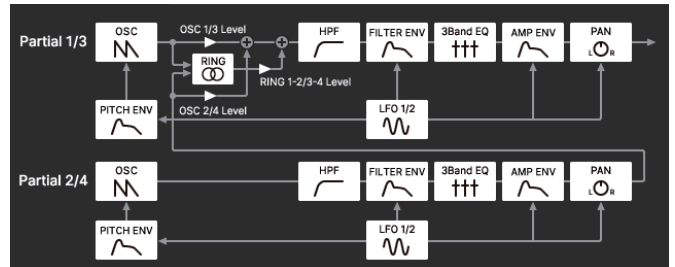 OSC
OSC 1/3 Level
HPF
FILTER ENV
3Band EQ
AMP ENV
PAN
Partial 1/3
L R
RING
RING 1-2/3-4 Level
OSC 2/4 Level
PITCH ENV
LFO 1/2
OSC
HPF
FILTER ENV
3Band EQ
AMP ENV
PAN
Partial 2/4
L R
PITCH ENV
LFO 1/2